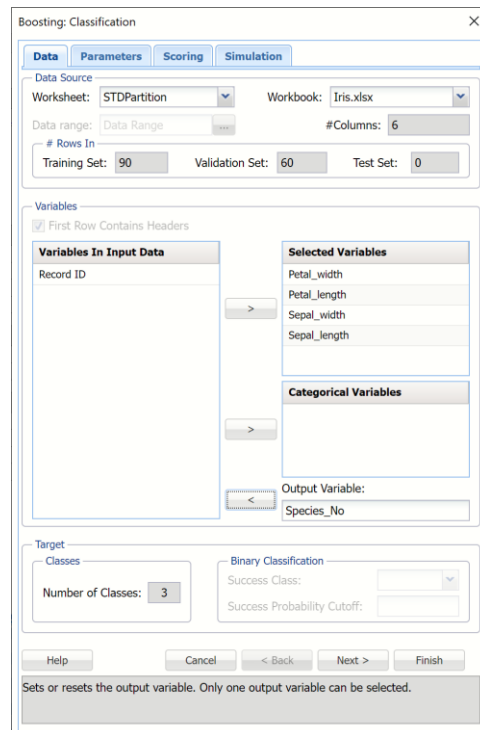 Boosting: Classification
Data Parameters Scoring Simulation
Data Source
Worksheet: STDPartition Workbook: Iris.xlsx
Data range: Data Range ... #Columns: 6
# Rows In
Training Set: 90 Validation Set: 60 Test Set: 0
Variables
First Row Contains Headers
Variables In Input Data
Record ID
>
Selected Variables
Petal_width
Petal_length
Sepal_width
Sepal_length
>
Categorical Variables
<
Output Variable:
Species_No
Target
Classes
Number of Classes: 3
Binary Classification
Success Class:
Success Probability Cutoff:
Help Cancel < Back Next > Finish
Sets or resets the output variable. Only one output variable can be selected.